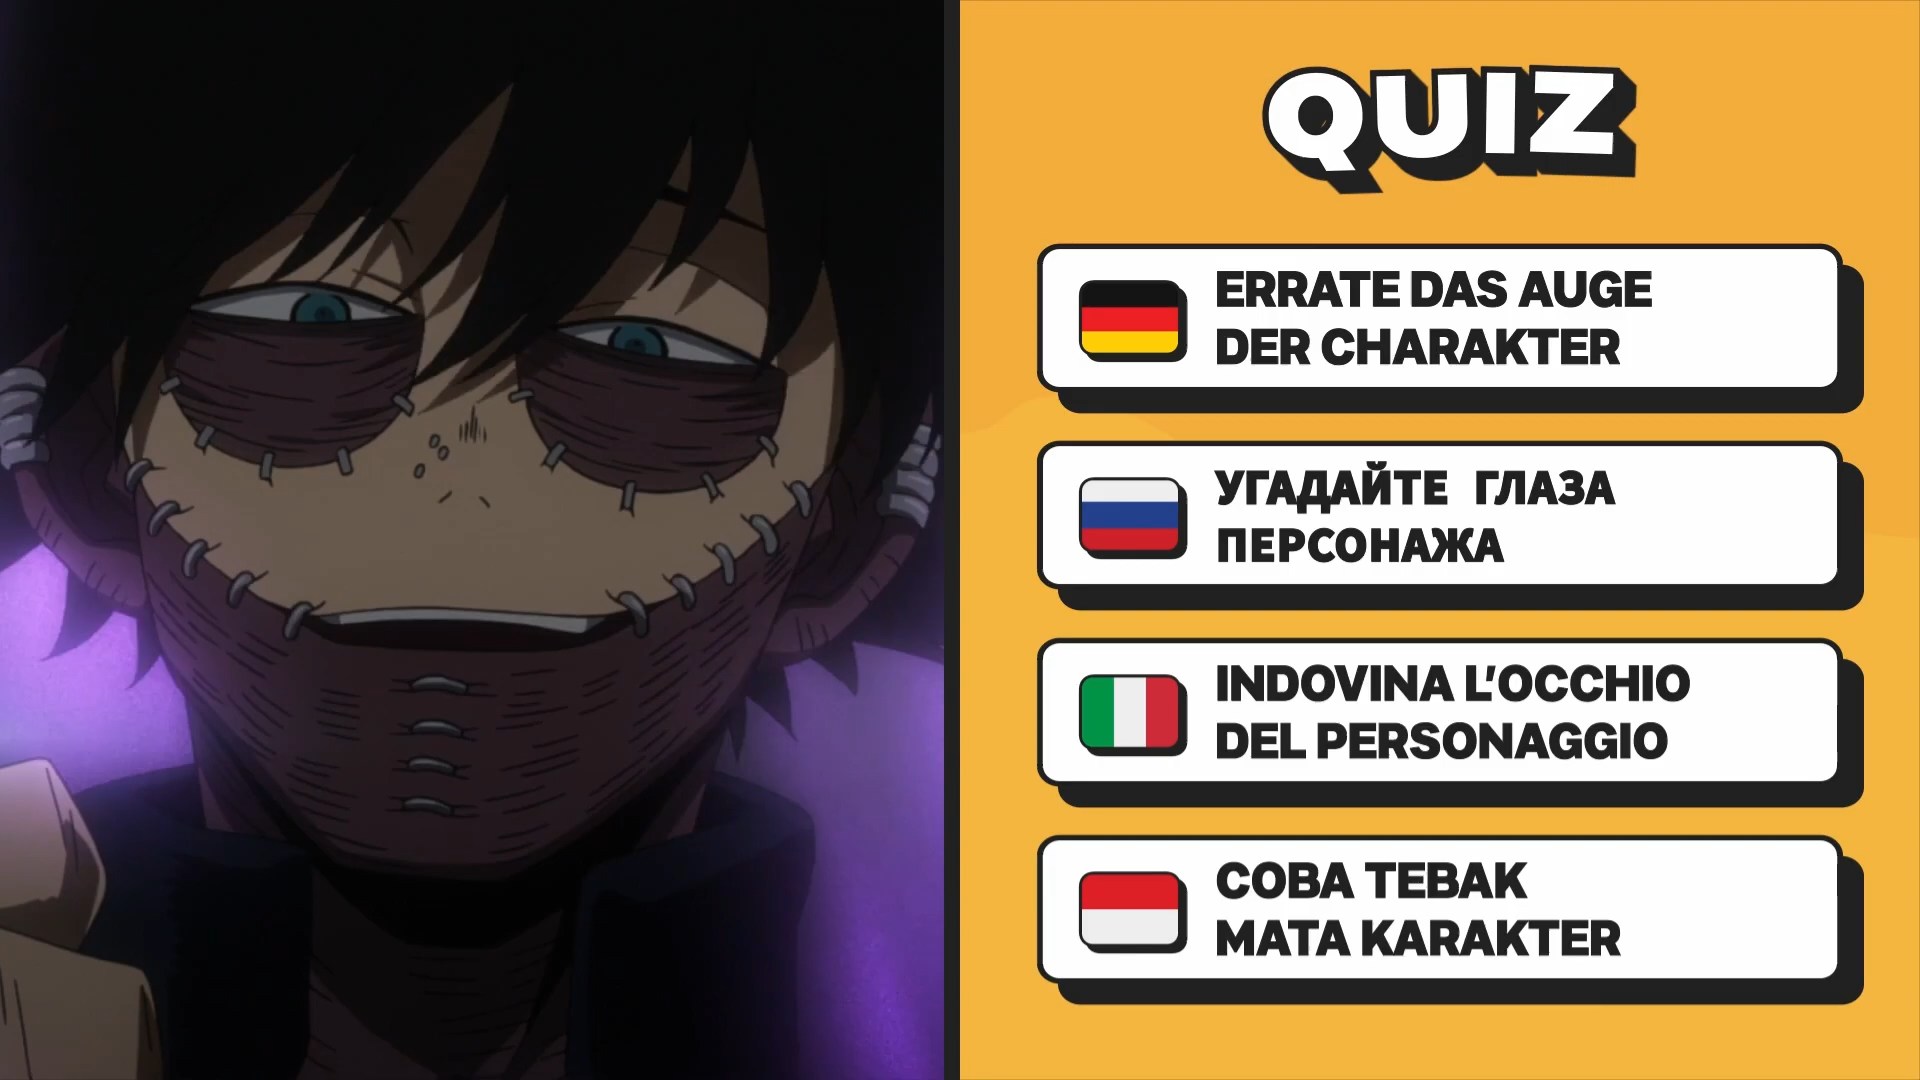 QUIZ
ERRATE DAS AUGE
DER CHARAKTER
УГАДАЙТЕ ГЛАЗА
ПЕРСОНАЖА
INDOVINA L'OCCHIO
DEL PERSONAGGIO
COBA TEBAK
MATA KARAKTER